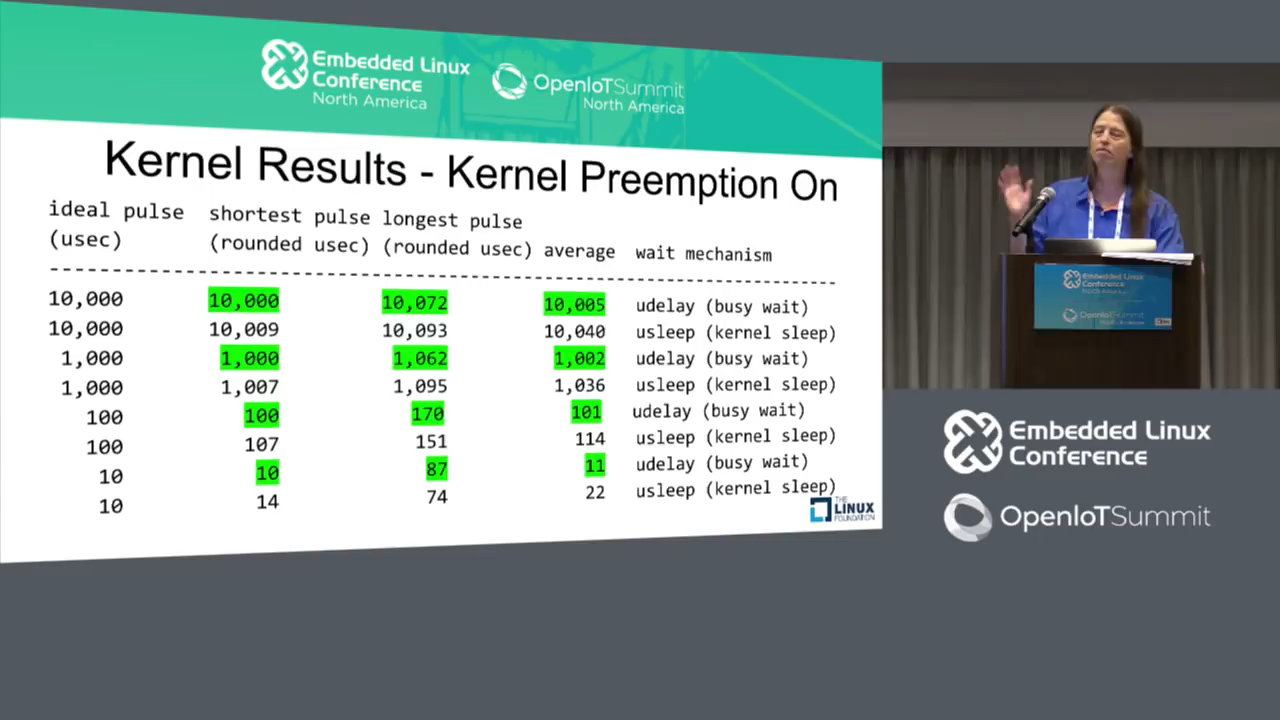 Embedded Linux
Conference
North America
OpenIoTSummit
North America
Kernel Results - Kernel Preemption On
ideal pulse shortest pulse longest pulse
(usec) (rounded usec) (rounded usec) average wait mechanism
--------------------------------------------------------------------------------
10,000 10,000 10,072 10,005 udelay (busy wait)
10,000 10,009 10,093 10,040 usleep (kernel sleep)
1,000 1,000 1,062 1,002 udelay (busy wait)
1,000 1,007 1,095 1,036 usleep (kernel sleep)
100 100 170 101 udelay (busy wait)
100 107 151 114 usleep (kernel sleep)
10 10 87 11 udelay (busy wait)
10 14 74 22 usleep (kernel sleep)
THE
LINUX
FOUNDATION
Embedded Linux
Conference
OpenIoTSummit
Embedded Linux
Conference
OpenIoTSummit